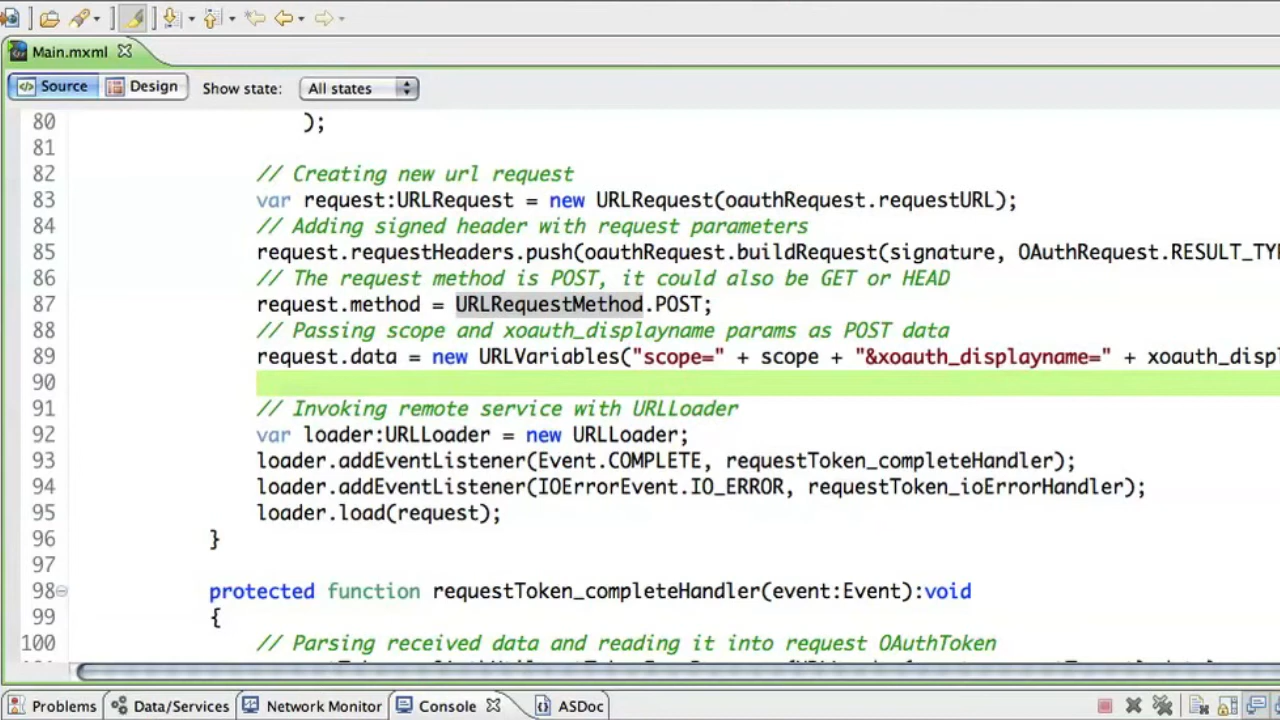 Main.mxml
Source Design Show state: All states
80 );
81
82 // Creating new url request
83 var request:URLRequest = new URLRequest(oauthRequest.requestURL);
84 // Adding signed header with request parameters
85 request.requestHeaders.push(oauthRequest.buildRequest(signature, OAuthRequest.RESULT_TYP
86 // The request method is POST, it could also be GET or HEAD
87 request.method = URLRequestMethod.POST;
88 // Passing scope and xoauth_displayname params as POST data
89 request.data = new URLVariables("scope=" + scope + "&xoauth_displayname=" + xoauth_displ
90
91 // Invoking remote service with URLLoader
92 var loader:URLLoader = new URLLoader;
93 loader.addEventListener(Event.COMPLETE, requestToken_completeHandler);
94 loader.addEventListener(IOErrorEvent.IO_ERROR, requestToken_ioErrorHandler);
95 loader.load(request);
96 }
97
98 protected function requestToken_completeHandler(event:Event):void
99 {
100 // Parsing received data and reading it into request OAuthToken
Problems Data/Services Network Monitor Console ASDoc